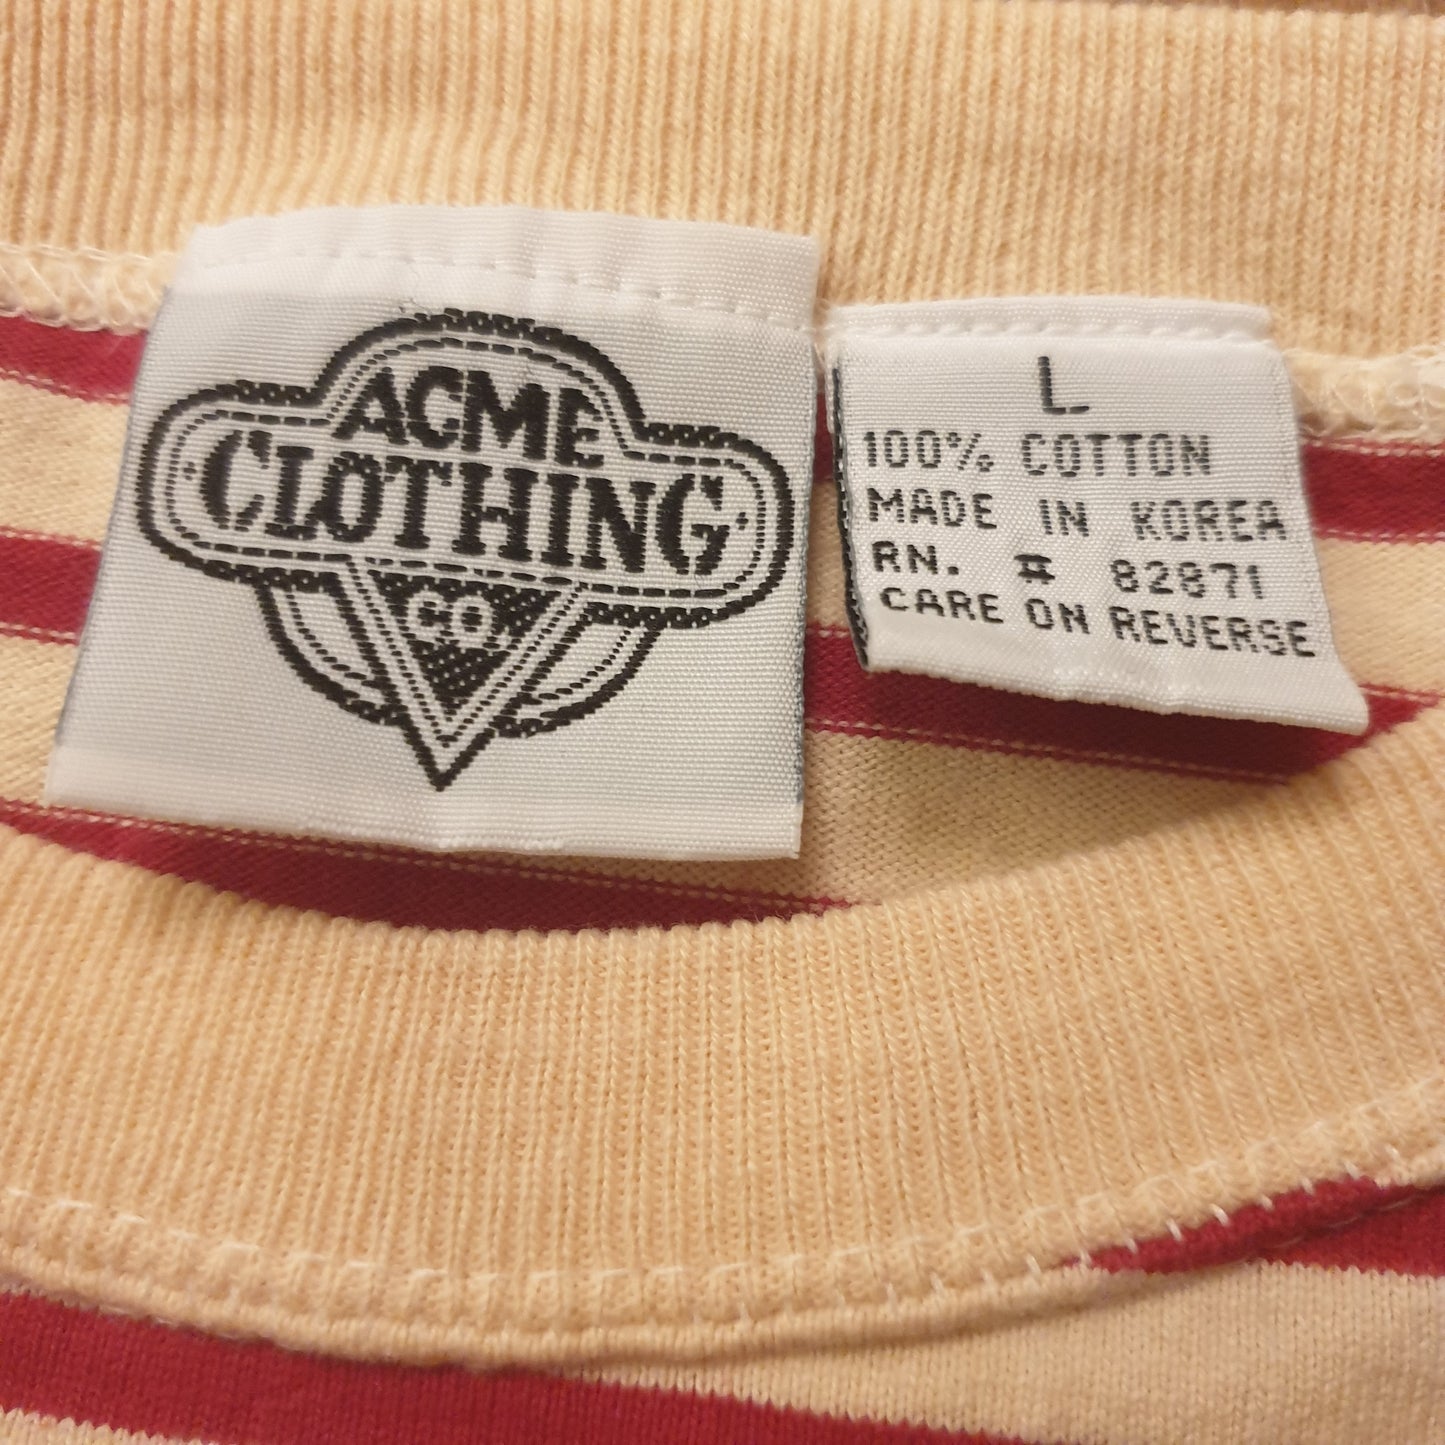 ACME
CLOTHING
CO
L
100% COTTON
MADE IN KOREA
RN. # 82871
CARE ON REVERSE